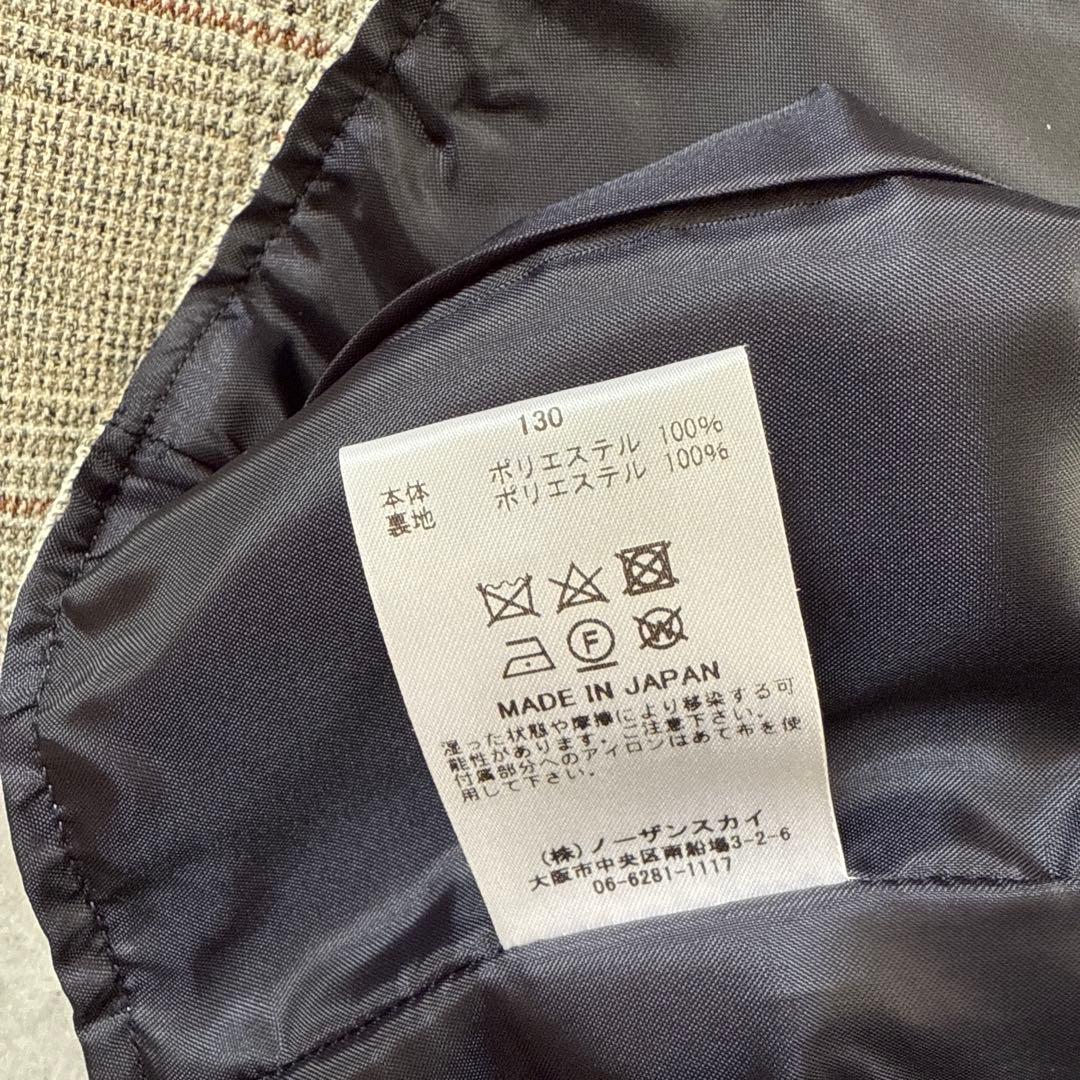 130
本体 ポリエステル 100%
裏地 ポリエステル 100%
F
W
MADE IN JAPAN
湿った状態や摩擦により移染する可
能性があります。ご注意下さい。
付属部分へのアイロンはあて布を使
用して下さい。
(株)ノーザンスカイ
大阪市中央区南船場3-2-6
06-6281-1117